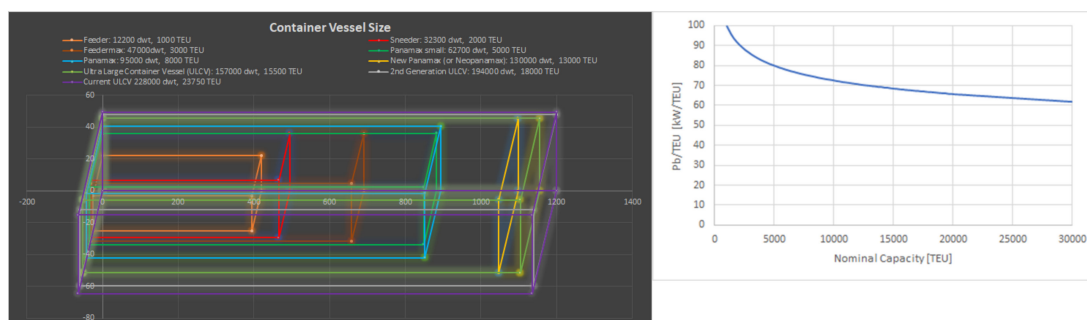 Container Vessel Size
Feeder: 12200 dwt, 1000 TEU
Sneeder: 32300 dwt, 2000 TEU
Feedermax: 47000dwt, 3000 TEU
Panamax small: 62700 dwt, 5000 TEU
Panamax: 95000 dwt, 8000 TEU
New Panamax (or Neopanamax): 130000 dwt, 13000 TEU
Ultra Large Container Vessel (ULCV): 157000 dwt, 15500 TEU
2nd Generation ULCV: 194000 dwt, 18000 TEU
Current ULCV 228000 dwt, 23750 TEU
60
40
20
0
-20
-40
-60
-80
-200
0
200
400
600
800
1000
1200
1400
Pb/TEU [kW/TEU]
100
90
80
70
60
50
40
30
20
10
0
0
5000
10000
15000
20000
25000
30000
Nominal Capacity [TEU]